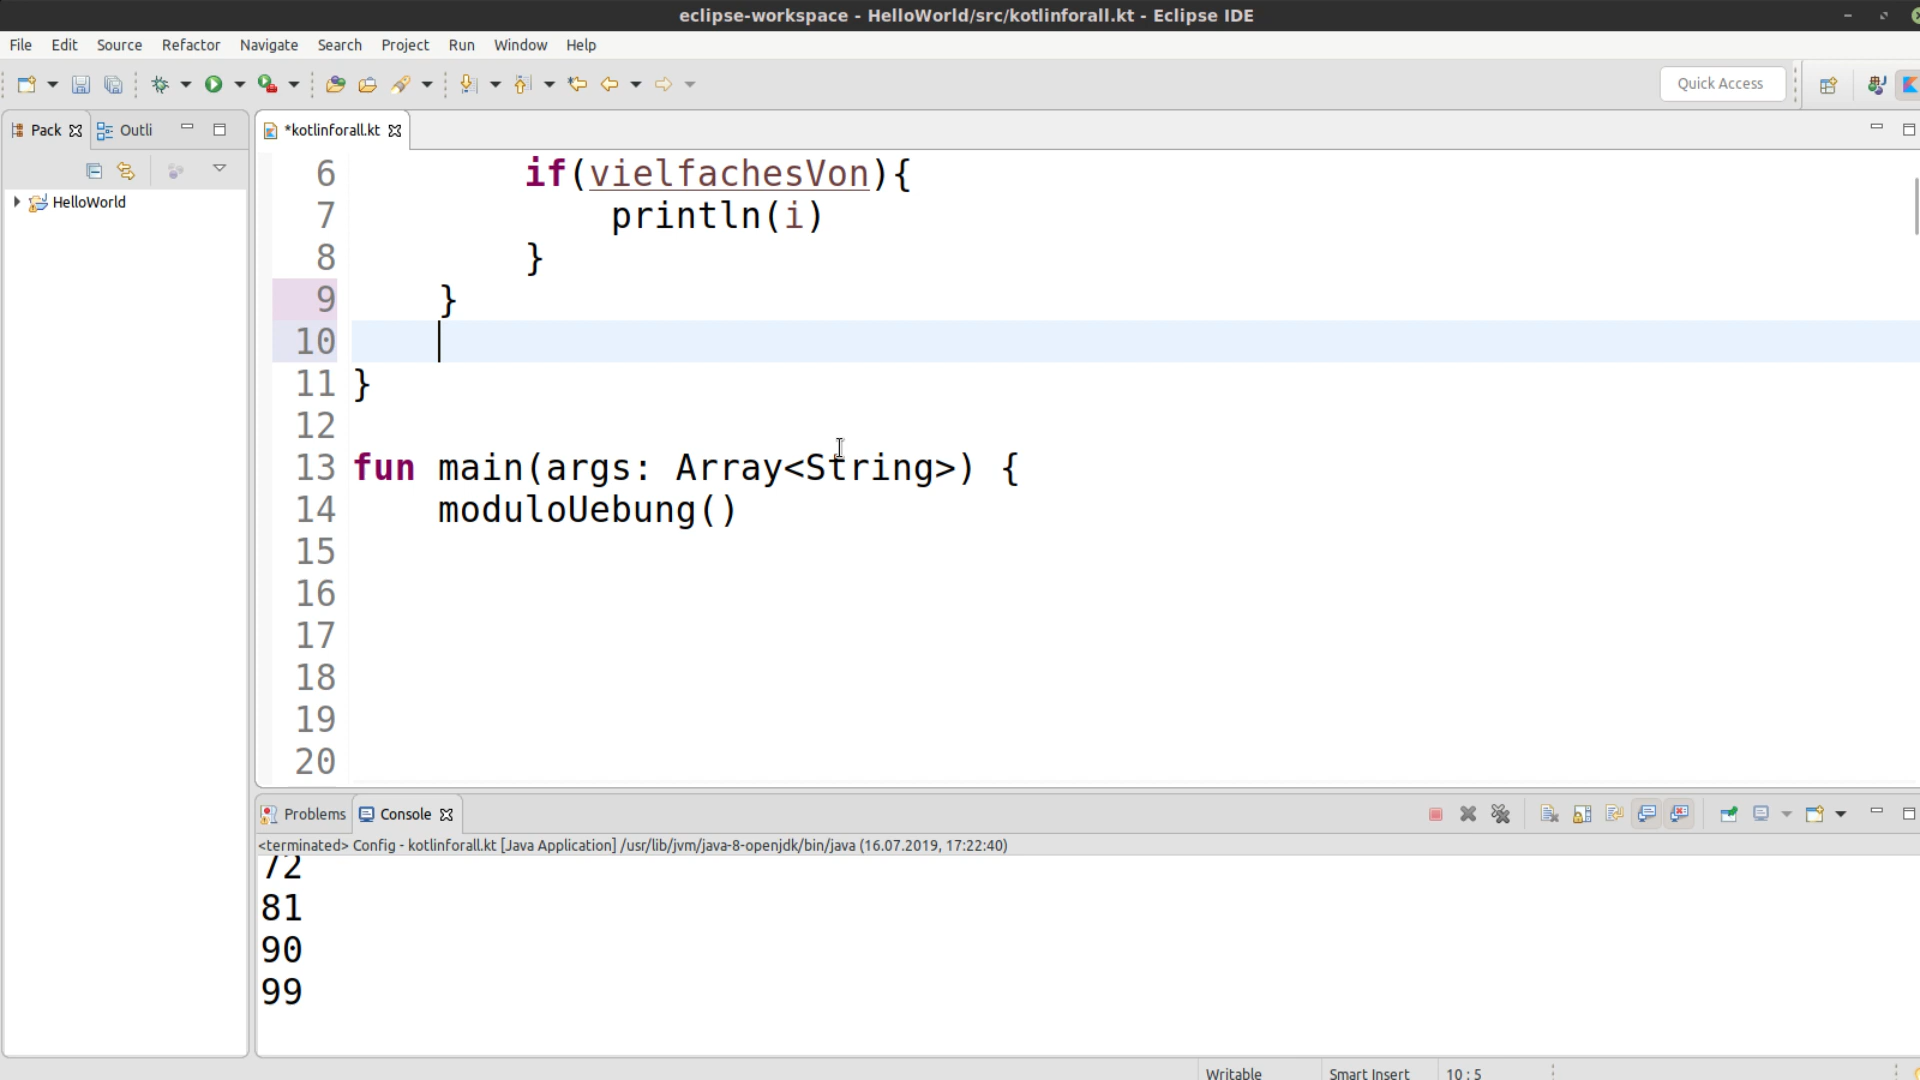 eclipse-workspace - HelloWorld/src/kotlinforall.kt - Eclipse IDE
File Edit Source Refactor Navigate Search Project Run Window Help
Quick Access
Pack Outli
*kotlinforall.kt
HelloWorld
6 if(vielfachesVon){
7 println(i)
8 }
9 }
10
11 }
12
13 fun main(args: Array<String>) {
14 moduloUebung()
15
16
17
18
19
20
Problems Console
<terminated> Config - kotlinforall.kt [Java Application] /usr/lib/jvm/java-8-openjdk/bin/java (16.07.2019, 17:22:40)
72
81
90
99
Writable Smart Insert 10 : 5